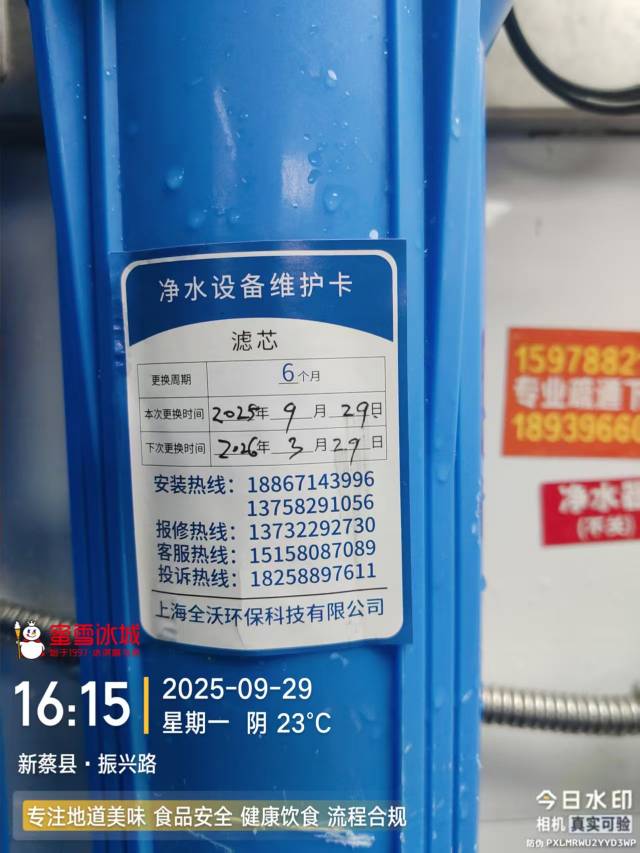 净水设备维护卡
滤芯
更换周期 6个月
本次更换时间 2025年 9 月 29日
下次更换时间 2026年 3 月 29日
安装热线：18867143996
13758291056
报修热线：13732292730
客服热线：15158087089
投诉热线：18258897611
上海全沃环保科技有限公司
1597882
专业疏通下
18939660
(下关)
蜜雪冰城
16:15
2025-09-29
星期一 阴 23°C
新蔡县·振兴路
专注地道美味 食品安全 健康饮食 流程合规
今日水印
相机 真实可验
防伪 PXLMRWU2YYD3WP